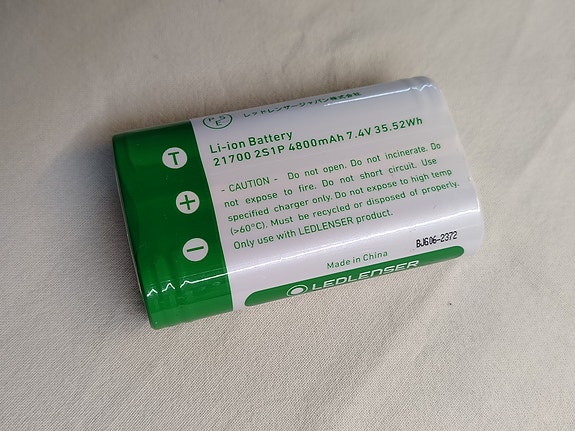 PSE
レッドレンザージャパン株式会社
Li-ion Battery
21700 2S1P 4800mAh 7.4V 35.52Wh
- CAUTION - Do not open. Do not incinerate. Do
not expose to fire. Do not short circuit. Use
specified charger only. Do not expose to high temp
(>60°C). Must be recycled or disposed of properly.
Only use with LEDLENSER product.
BJG06-2372
Made in China
LEDLENSER
T
+
−